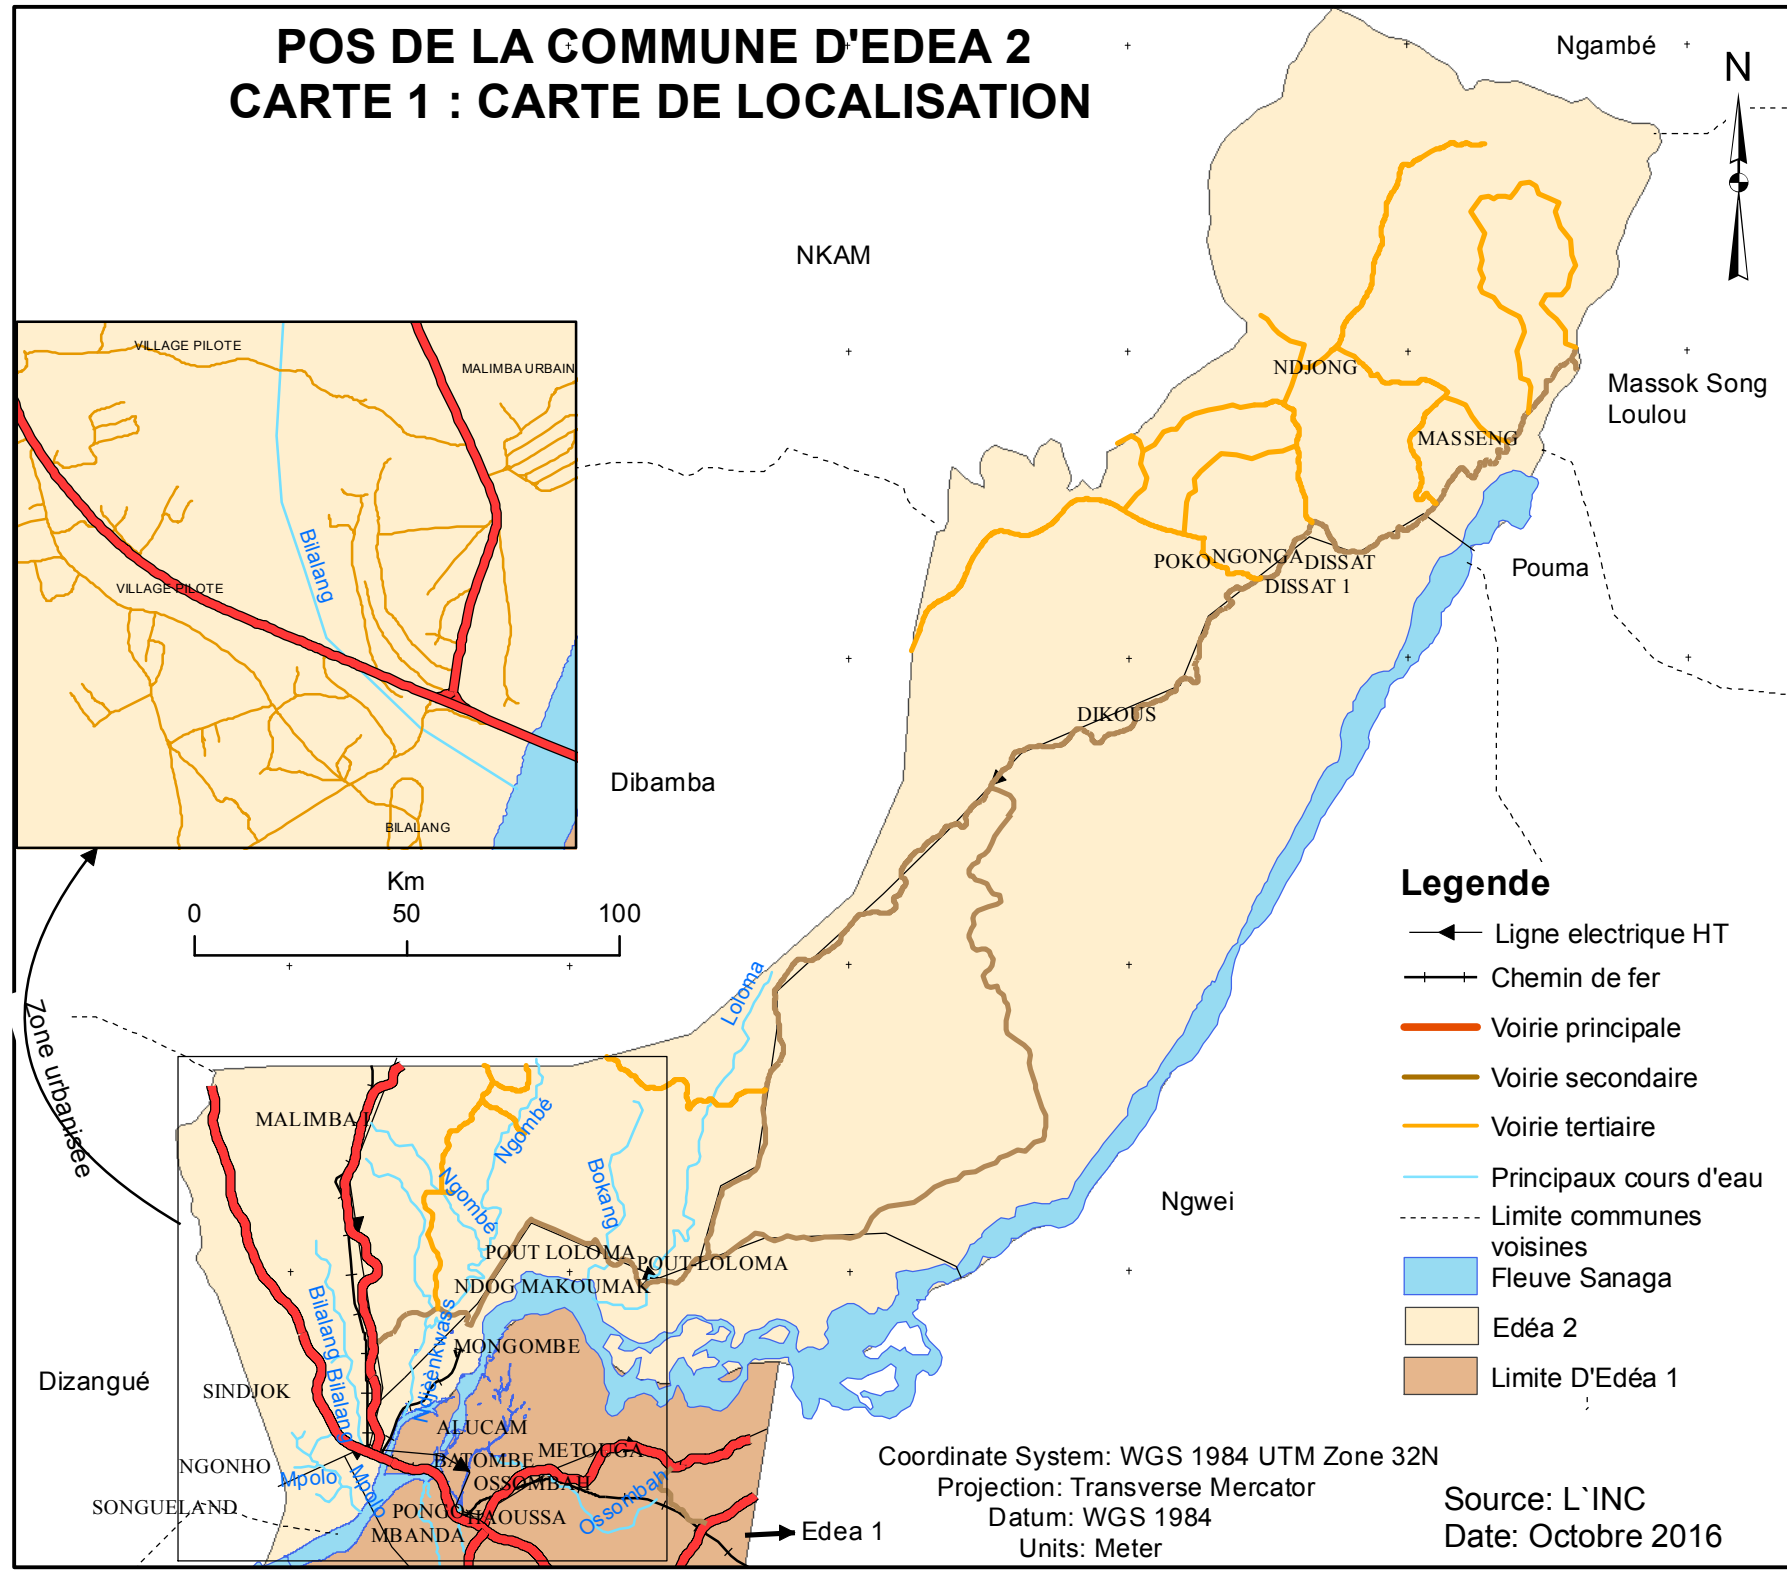 POS DE LA COMMUNE D'EDEA 2
CARTE 1 : CARTE DE LOCALISATION
Ngambé
N
NKAM
VILLAGE PILOTE
MALIMBA URBAIN
NDJONG
Massok Song
Loulou
MASSENG
Bilalang
VILLAGE PILOTE
POKO
NGONGA
DISSAT
DISSAT 1
Pouma
DIKOUS
Dibamba
BILALANG
Km
0 50 100
Zone urbanisée
Loloma
MALIMBA I
Ngombé
Ngombé
Bokang
Ngwei
POUT LOLOMA
POUT-LOLOMA
NDOG MAKOUMAK
Bilalang
Bilalang
Ndjèenkwass
MONGOMBE
Dizangué
SINDJOK
ALUCAM
BATOMBE
METOUGA
NGONHO
Mpolo
Mpolo
OSSOMBAH
SONGUELAND
PONGO
HAOUSSA
Ossombah
MBANDA
Edea 1
Legende
Ligne electrique HT
Chemin de fer
Voirie principale
Voirie secondaire
Voirie tertiaire
Principaux cours d'eau
Limite communes
voisines
Fleuve Sanaga
Edéa 2
Limite D'Edéa 1
Coordinate System: WGS 1984 UTM Zone 32N
Projection: Transverse Mercator
Datum: WGS 1984
Units: Meter
Source: L`INC
Date: Octobre 2016